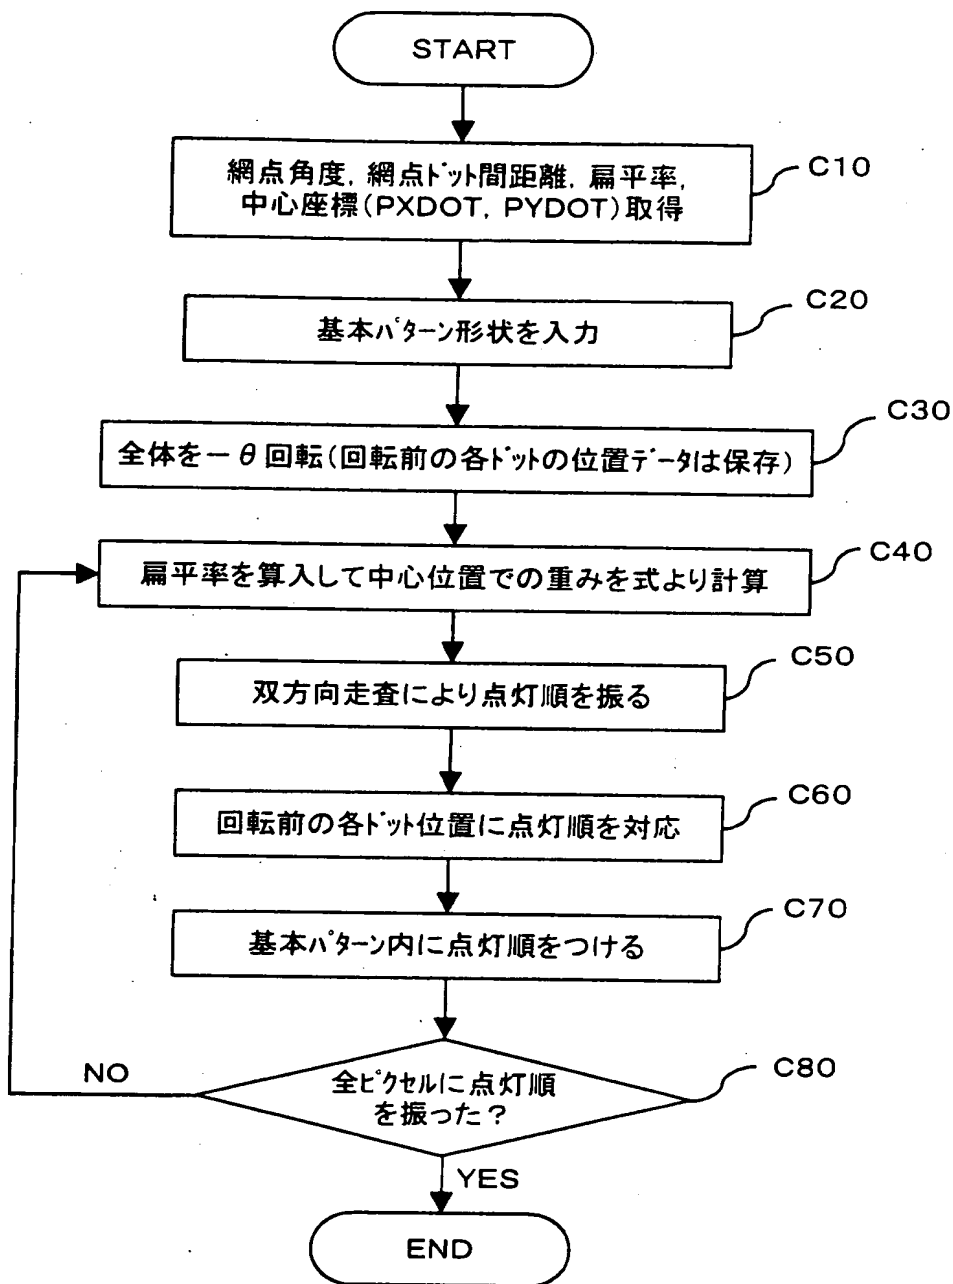 START
網点角度, 網点ドット間距離, 扁平率,
中心座標(PXDOT, PYDOT)取得
C10
基本パターン形状を入力
C20
全体を－θ回転(回転前の各ドットの位置データは保存)
C30
扁平率を算入して中心位置での重みを式より計算
C40
双方向走査により点灯順を振る
C50
回転前の各ドット位置に点灯順を対応
C60
基本パターン内に点灯順をつける
C70
全ピクセルに点灯順
を振った？
C80
NO
YES
END